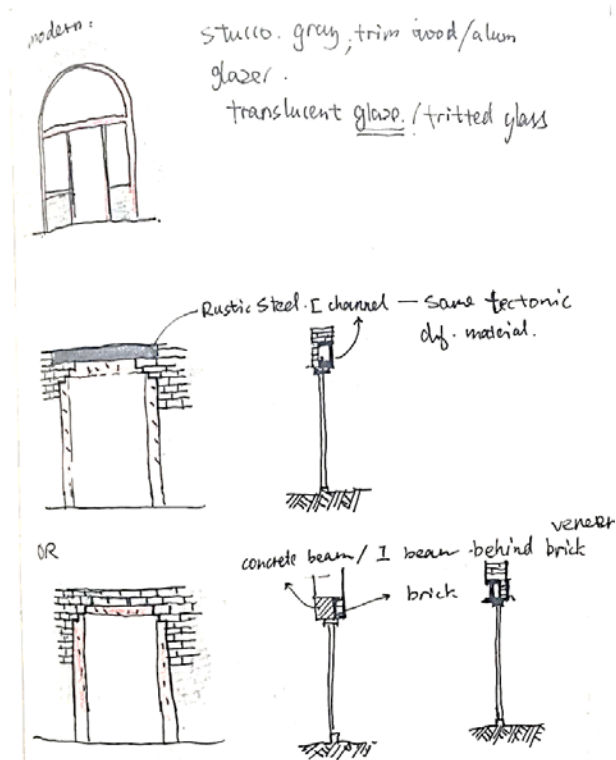 modern:
stucco. gray, trim wood/alum
glazer.
translucent glaze. / fritted glass
Rustic Steel. I channel — Same tectonic
dif. material.
OR
concrete beam / I beam behind brick veneer
brick